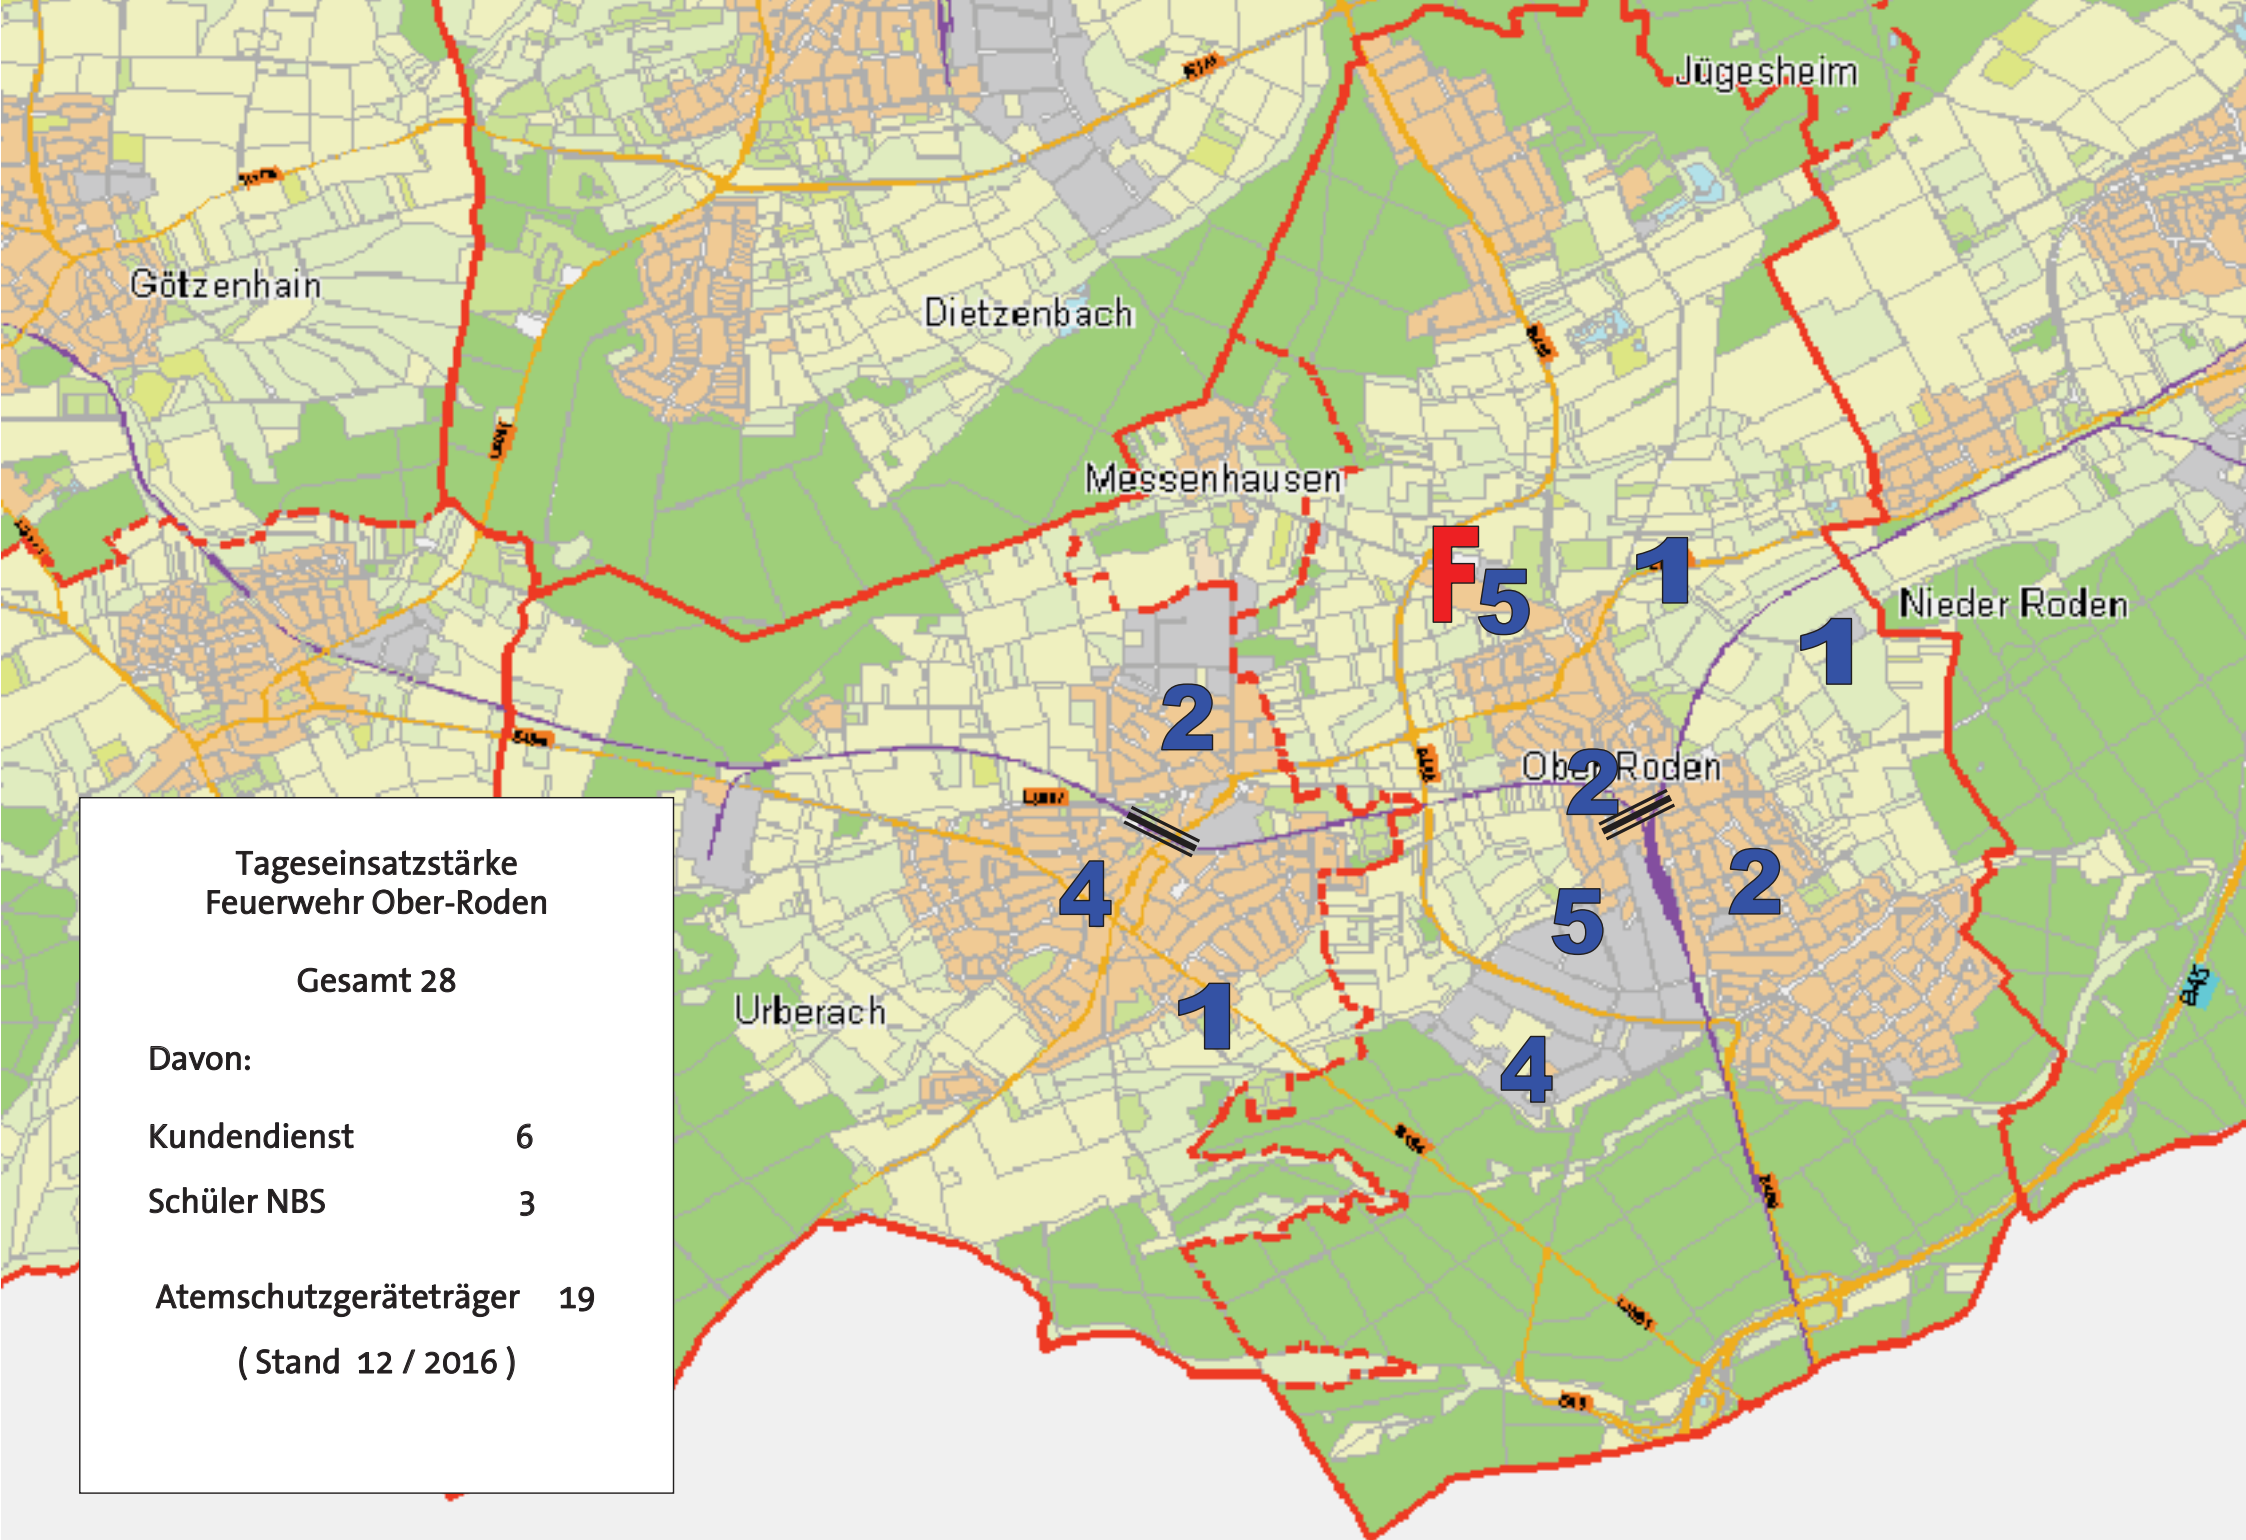 Jügesheim
Götzenhain
Dietzenbach
Messenhausen
F
5
1
1
Nieder Roden
2
Ober Roden
2
4
5
2
Urberach
1
4
Tageseinsatzstärke
Feuerwehr Ober-Roden
Gesamt 28
Davon:
Kundendienst 6
Schüler NBS 3
Atemschutzgeräteträger 19
( Stand 12 / 2016 )